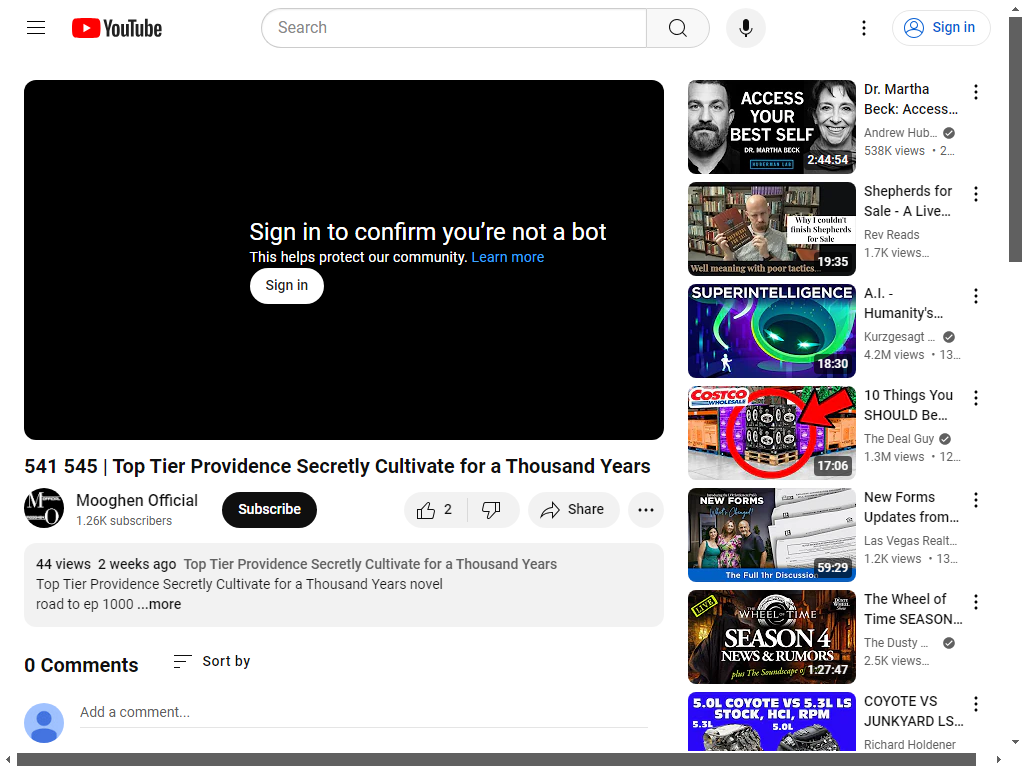 YouTube
Search
Sign in
Sign in to confirm you’re not a bot
This helps protect our community. Learn more
Sign in
541 545 | Top Tier Providence Secretly Cultivate for a Thousand Years
Mooghen Official
1.26K subscribers
Subscribe
2
Share
44 views 2 weeks ago Top Tier Providence Secretly Cultivate for a Thousand Years
Top Tier Providence Secretly Cultivate for a Thousand Years novel
road to ep 1000 ...more
0 Comments
Sort by
Add a comment...
ACCESS
YOUR
BEST SELF
DR. MARTHA BECK
HUBERMAN LAB
2:44:54
Dr. Martha
Beck: Access...
Andrew Hub...
538K views • 2...
Why I couldn't
finish Shepherds
for Sale
Well meaning with poor tactics...
19:35
Shepherds for
Sale - A Live...
Rev Reads
1.7K views...
SUPERINTELLIGENCE
18:30
A.I. -
Humanity's...
Kurzgesagt ...
4.2M views • 13...
COSTCO
WHOLESALE
17:06
10 Things You
SHOULD Be...
The Deal Guy
1.3M views • 12...
NEW FORMS
What's Changed!
The Full 1hr Discussion
59:29
New Forms
Updates from...
Las Vegas Realt...
1.2K views • 13...
LIVE
THE
WHEEL OF TIME
SEASON 4
NEWS & RUMORS
plus The Soundscape of
1:27:47
The Wheel of
Time SEASON...
The Dusty ...
2.5K views...
5.0L COYOTE VS 5.3L LS
STOCK, HCI, RPM
5.3L
5.0L
COYOTE VS
JUNKYARD LS...
Richard Holdener